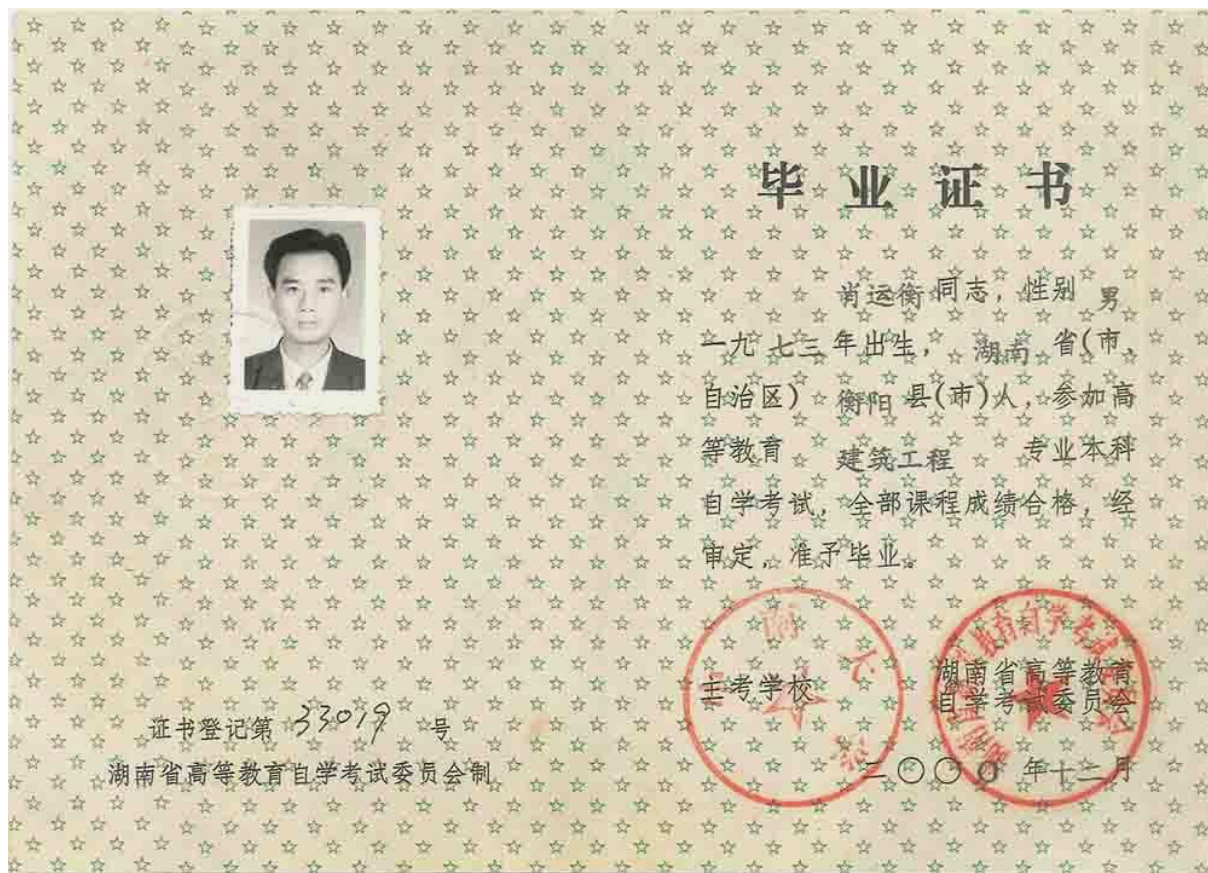 毕业证书
肖运衡同志，性别 男
一九七三年出生， 湖南 省(市、
自治区) 衡阳 县(市)人，参加高
等教育 建筑工程 专业本科
自学考试，全部课程成绩合格，经
审定，准予毕业。
湖南大学
主考学校
湖南省高等教育
自学考试委员会
二〇〇〇年十二月
证书登记第 33019 号
湖南省高等教育自学考试委员会制